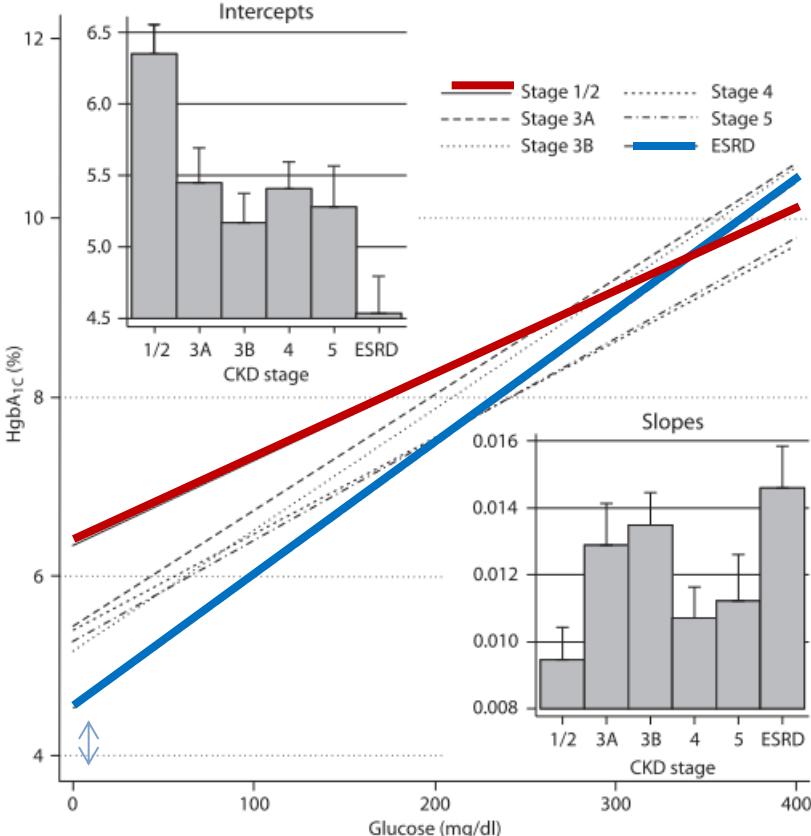 Intercepts
6.5
6.0
5.5
5.0
4.5
1/2 3A 3B 4 5 ESRD
CKD stage
Stage 1/2
Stage 3A
Stage 3B
Stage 4
Stage 5
ESRD
12
10
8
6
4
HgbA1C (%)
Slopes
0.016
0.014
0.012
0.010
0.008
1/2 3A 3B 4 5 ESRD
CKD stage
0 100 200 300 400
Glucose (mg/dl)